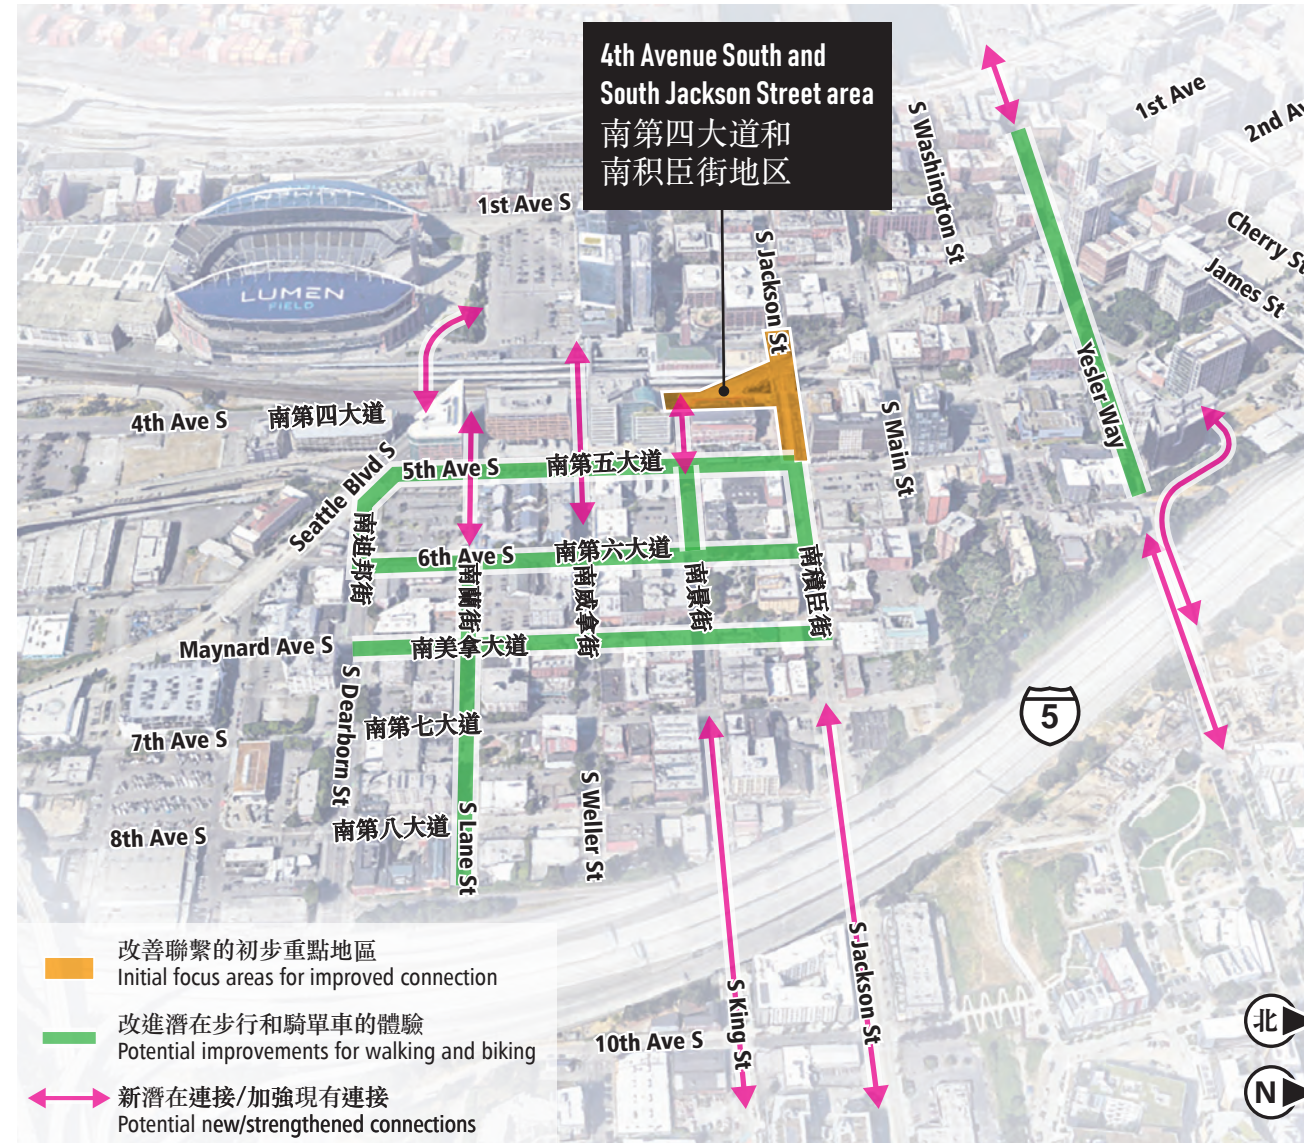 4th Avenue South and
South Jackson Street area
南第四大道和
南积臣街地区
1st Ave
2nd Av
S Washington St
1st Ave S
Cherry St
James St
S Jackson St
LUMEN
FIELD
Yesler Way
4th Ave S
南第四大道
S Main St
Seattle Blvd S
5th Ave S
南第五大道
南迪邦街
6th Ave S
南第六大道
南蘭街
南威拿街
南景街
南積臣街
Maynard Ave S
南美拿大道
S Dearborn St
南第七大道
7th Ave S
5
S Weller St
S Lane St
南第八大道
8th Ave S
S Jackson St
S King St
10th Ave S
改善聯繫的初步重點地區
Initial focus areas for improved connection
改進潛在步行和騎單車的體驗
Potential improvements for walking and biking
新潛在連接/加強現有連接
Potential new/strengthened connections
北
N